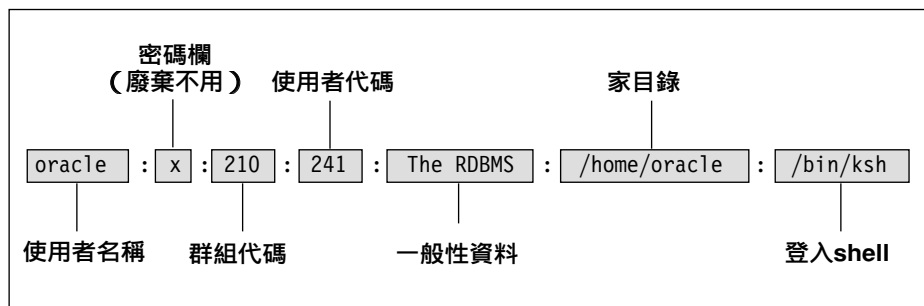 密碼欄
（廢棄不用） 使用者代碼 家目錄
oracle : x : 210 : 241 : The RDBMS : /home/oracle : /bin/ksh
使用者名稱 群組代碼 一般性資料 登入shell